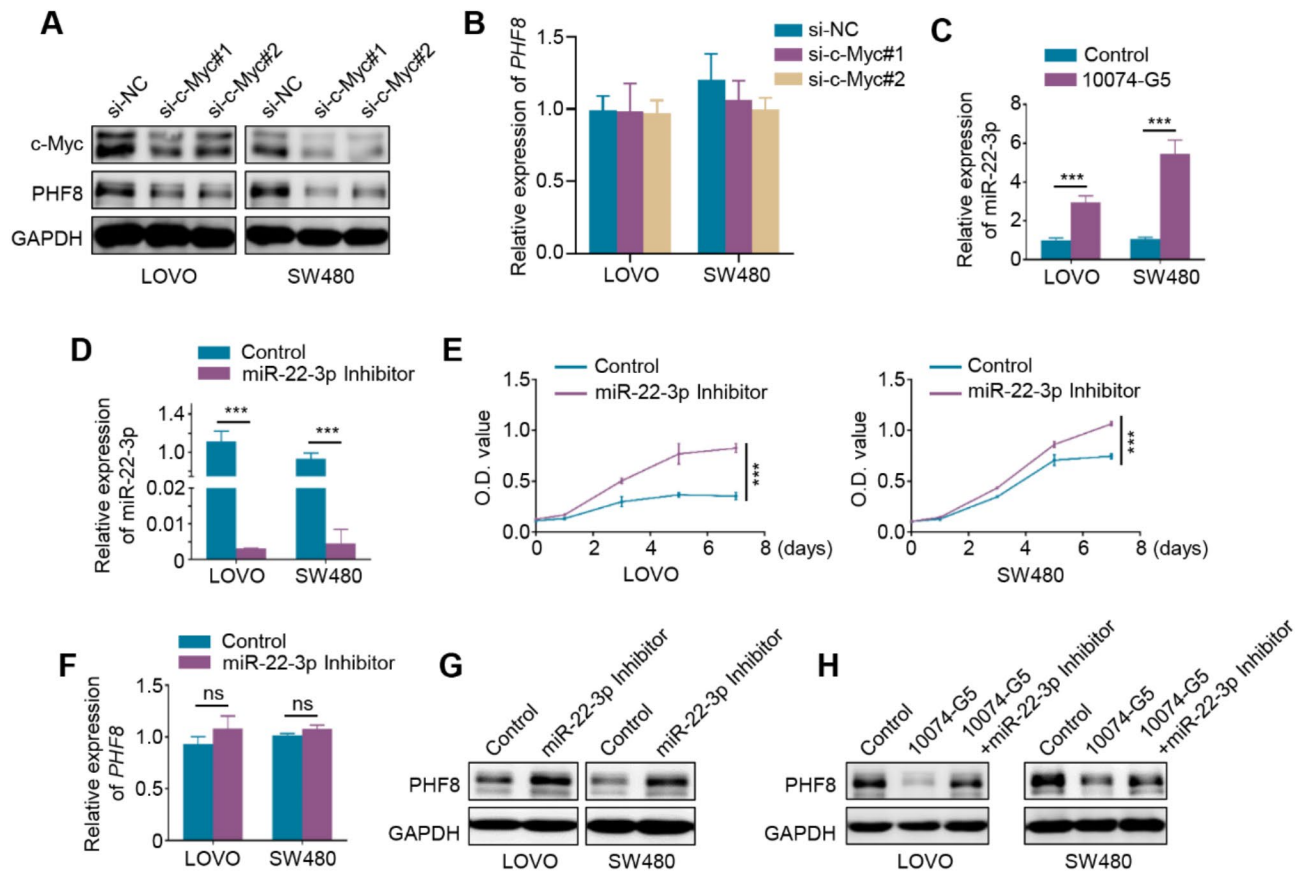 A
si-NC
si-c-Myc#1
si-c-Myc#2
si-NC
si-c-Myc#1
si-c-Myc#2
c-Myc
PHF8
GAPDH
LOVO
SW480
B
si-NC
si-c-Myc#1
si-c-Myc#2
Relative expression of PHF8
1.5
1.0
0.5
0.0
LOVO
SW480
C
Control
10074-G5
Relative expression
of miR-22-3p
8
6
4
2
0
***
***
LOVO
SW480
D
Control
miR-22-3p Inhibitor
Relative expression
of miR-22-3p
1.4
1.0
0.02
0.01
0
***
***
LOVO
SW480
E
Control
miR-22-3p Inhibitor
O.D. value
1.5
1.0
0.5
0.0
***
0 2 4 6 8 (days)
LOVO
Control
miR-22-3p Inhibitor
O.D. value
1.5
1.0
0.5
0.0
***
0 2 4 6 8 (days)
SW480
F
Control
miR-22-3p Inhibitor
Relative expression
of PHF8
1.5
1.0
0.5
0
ns
ns
LOVO
SW480
G
Control
miR-22-3p Inhibitor
Control
miR-22-3p Inhibitor
PHF8
GAPDH
LOVO
SW480
H
Control
10074-G5
10074-G5
+miR-22-3p Inhibitor
Control
10074-G5
10074-G5
+miR-22-3p Inhibitor
PHF8
GAPDH
LOVO
SW480